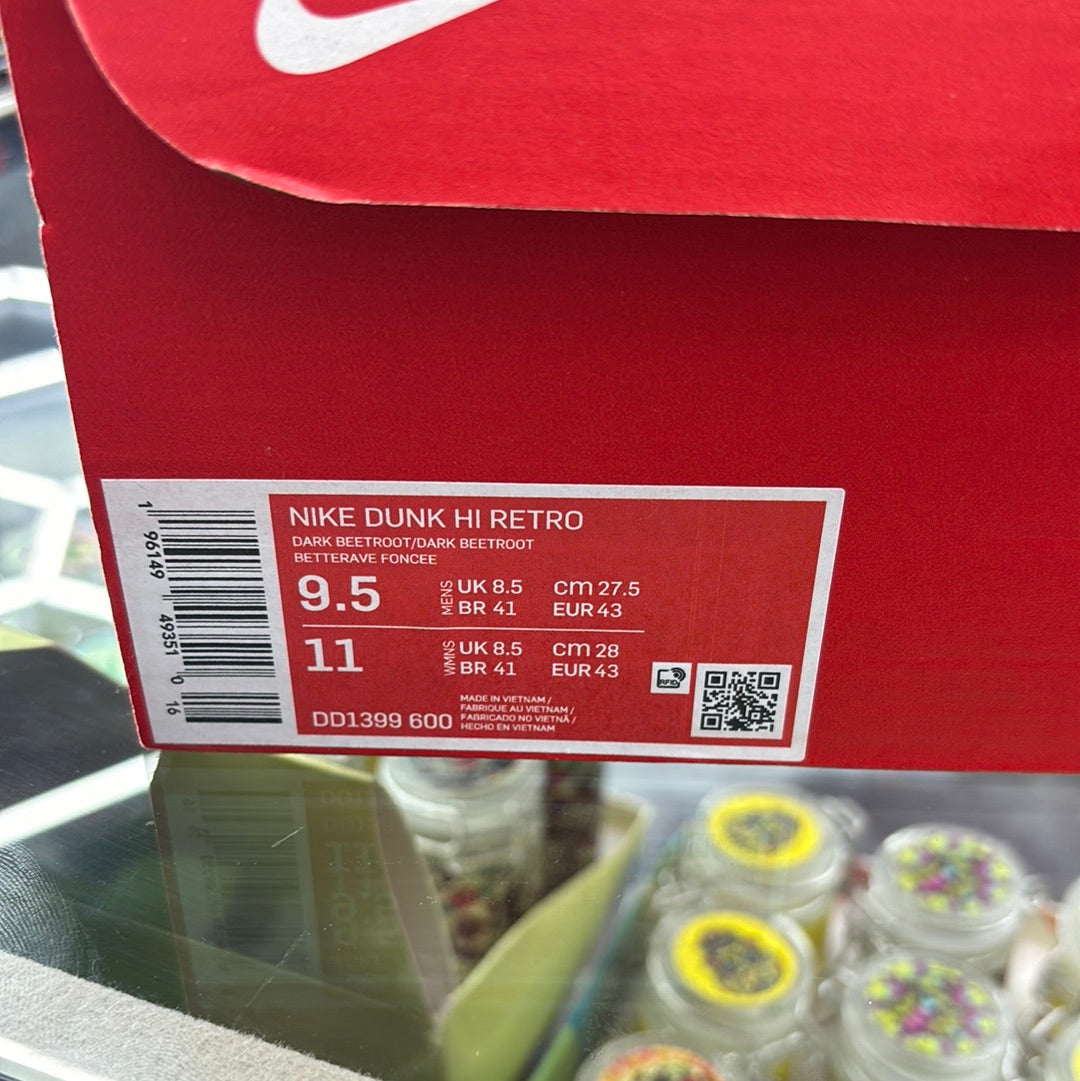 NIKE DUNK HI RETRO
DARK BEETROOT/DARK BEETROOT
BETTERAVE FONCEE
9.5 MENS UK 8.5 cm 27.5
BR 41 EUR 43
11 WMNS UK 8.5 cm 28
BR 41 EUR 43
RFID
DD1399 600
MADE IN VIETNAM /
FABRIQUE AU VIETNAM /
FABRICADO NO VIETNÃ /
HECHO EN VIETNAM
1 96149 49351 0 16